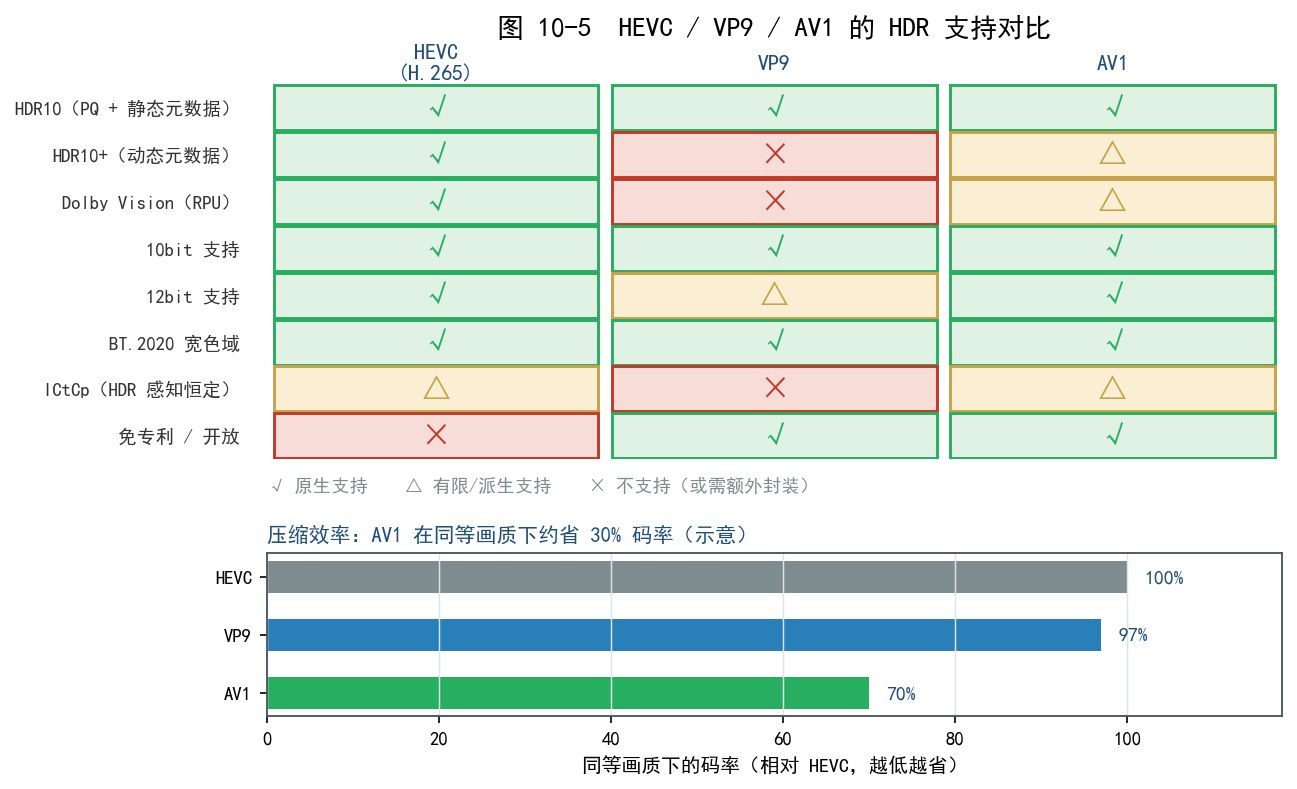 图 10-5  HEVC / VP9 / AV1 的 HDR 支持对比
HEVC
(H.265)
VP9
AV1
HDR10（PQ + 静态元数据） √ √ √
HDR10+（动态元数据） √ × △
Dolby Vision（RPU） √ × △
10bit 支持 √ √ √
12bit 支持 √ △ √
BT.2020 宽色域 √ √ √
ICtCp（HDR 感知恒定） △ × △
免专利 / 开放 × √ √
√ 原生支持  △ 有限/派生支持  × 不支持（或需额外封装）
压缩效率：AV1 在同等画质下约省 30% 码率（示意）
HEVC 100%
VP9 97%
AV1 70%
0 20 40 60 80 100
同等画质下的码率（相对 HEVC，越低越省）